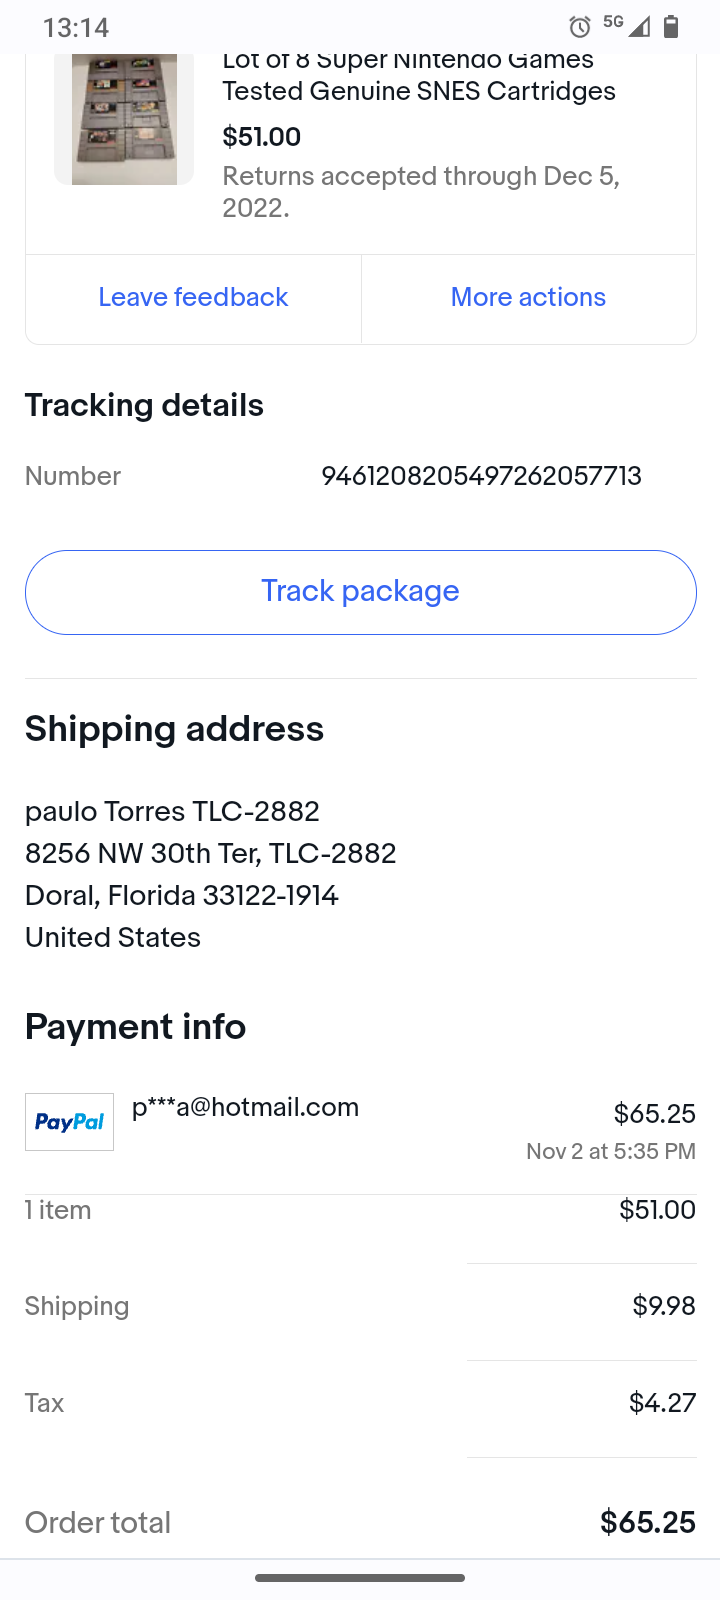 13:14
5G
Lot of 8 Super Nintendo Games
Tested Genuine SNES Cartridges
$51.00
Returns accepted through Dec 5,
2022.
Leave feedback
More actions
Tracking details
Number
9461208205497262057713
Track package
Shipping address
paulo Torres TLC-2882
8256 NW 30th Ter, TLC-2882
Doral, Florida 33122-1914
United States
Payment info
PayPal
p***a@hotmail.com
$65.25
Nov 2 at 5:35 PM
1 item
$51.00
Shipping
$9.98
Tax
$4.27
Order total
$65.25